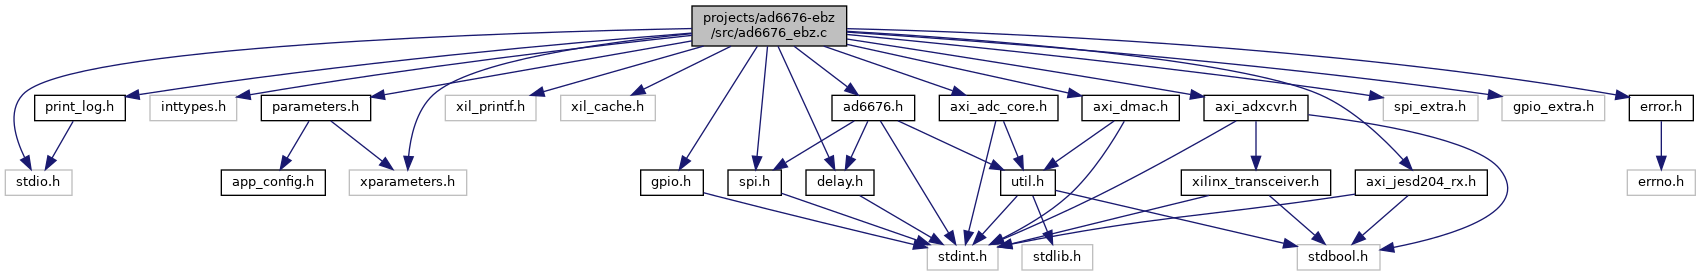 projects/ad6676-ebz
/src/ad6676_ebz.c
print_log.h
inttypes.h
parameters.h
xil_printf.h
xil_cache.h
ad6676.h
axi_adc_core.h
axi_dmac.h
axi_adxcvr.h
spi_extra.h
gpio_extra.h
error.h
stdio.h
app_config.h
xparameters.h
gpio.h
spi.h
delay.h
util.h
xilinx_transceiver.h
axi_jesd204_rx.h
errno.h
stdint.h
stdlib.h
stdbool.h